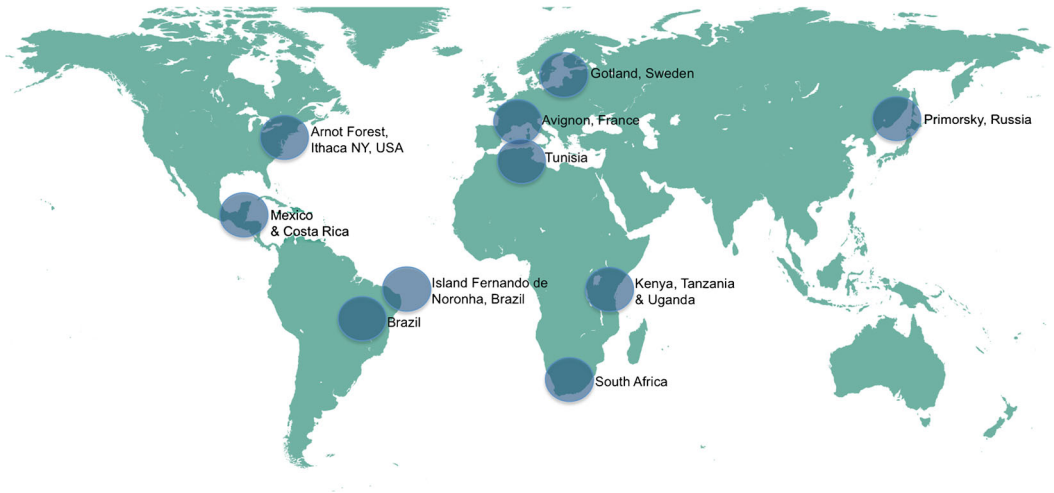 Gotland, Sweden
Avignon, France
Primorsky, Russia
Arnot Forest,
Ithaca NY, USA
Tunisia
Mexico
& Costa Rica
Island Fernando de
Noronha, Brazil
Kenya, Tanzania
& Uganda
Brazil
South Africa